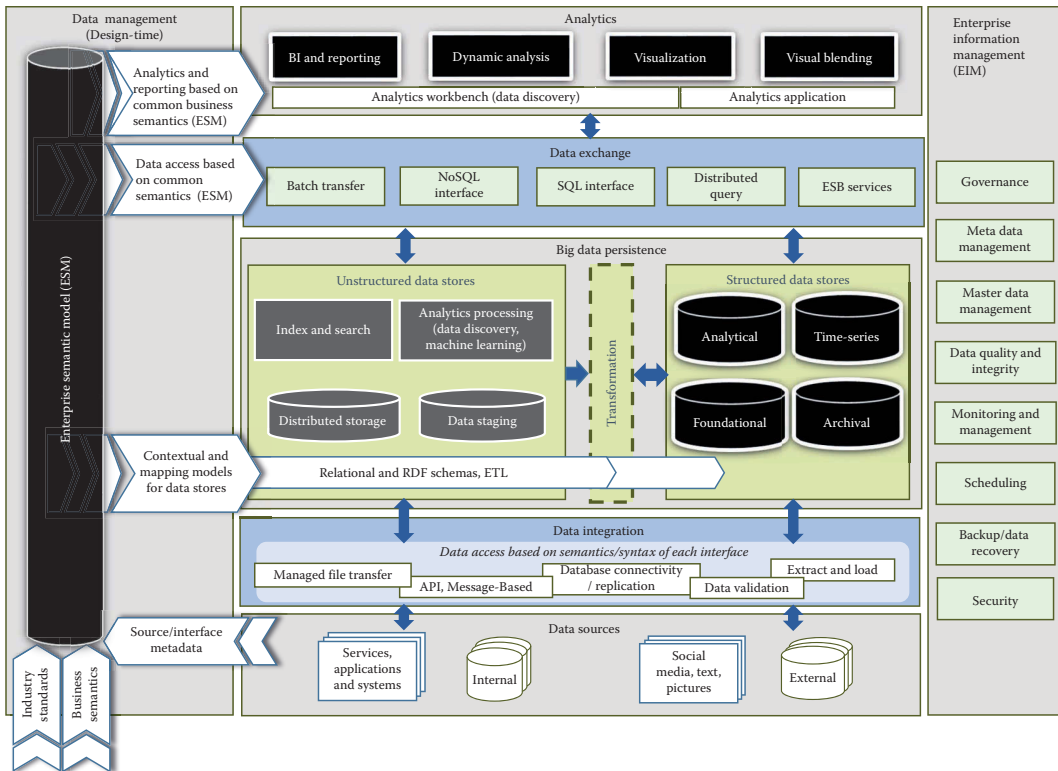 Data management
(Design-time)
Enterprise semantic model (ESM)
Analytics and
reporting based on
common business
semantics (ESM)
Data access based
on common
semantics (ESM)
Contextual and
mapping models
for data stores
Source/interface
metadata
Industry
standards
Business
semantics
Analytics
BI and reporting
Dynamic analysis
Visualization
Visual blending
Analytics workbench (data discovery)
Analytics application
Data exchange
Batch transfer
NoSQL
interface
SQL interface
Distributed
query
ESB services
Big data persistence
Unstructured data stores
Index and search
Analytics processing
(data discovery,
machine learning)
Distributed storage
Data staging
Transformation
Structured data stores
Analytical
Time-series
Foundational
Archival
Relational and RDF schemas, ETL
Data integration
Data access based on semantics/syntax of each interface
Managed file transfer
API, Message-Based
Database connectivity
/ replication
Data validation
Extract and load
Data sources
Services,
applications
and systems
Internal
Social
media, text,
pictures
External
Enterprise
information
management
(EIM)
Governance
Meta data
management
Master data
management
Data quality and
integrity
Monitoring and
management
Scheduling
Backup/data
recovery
Security